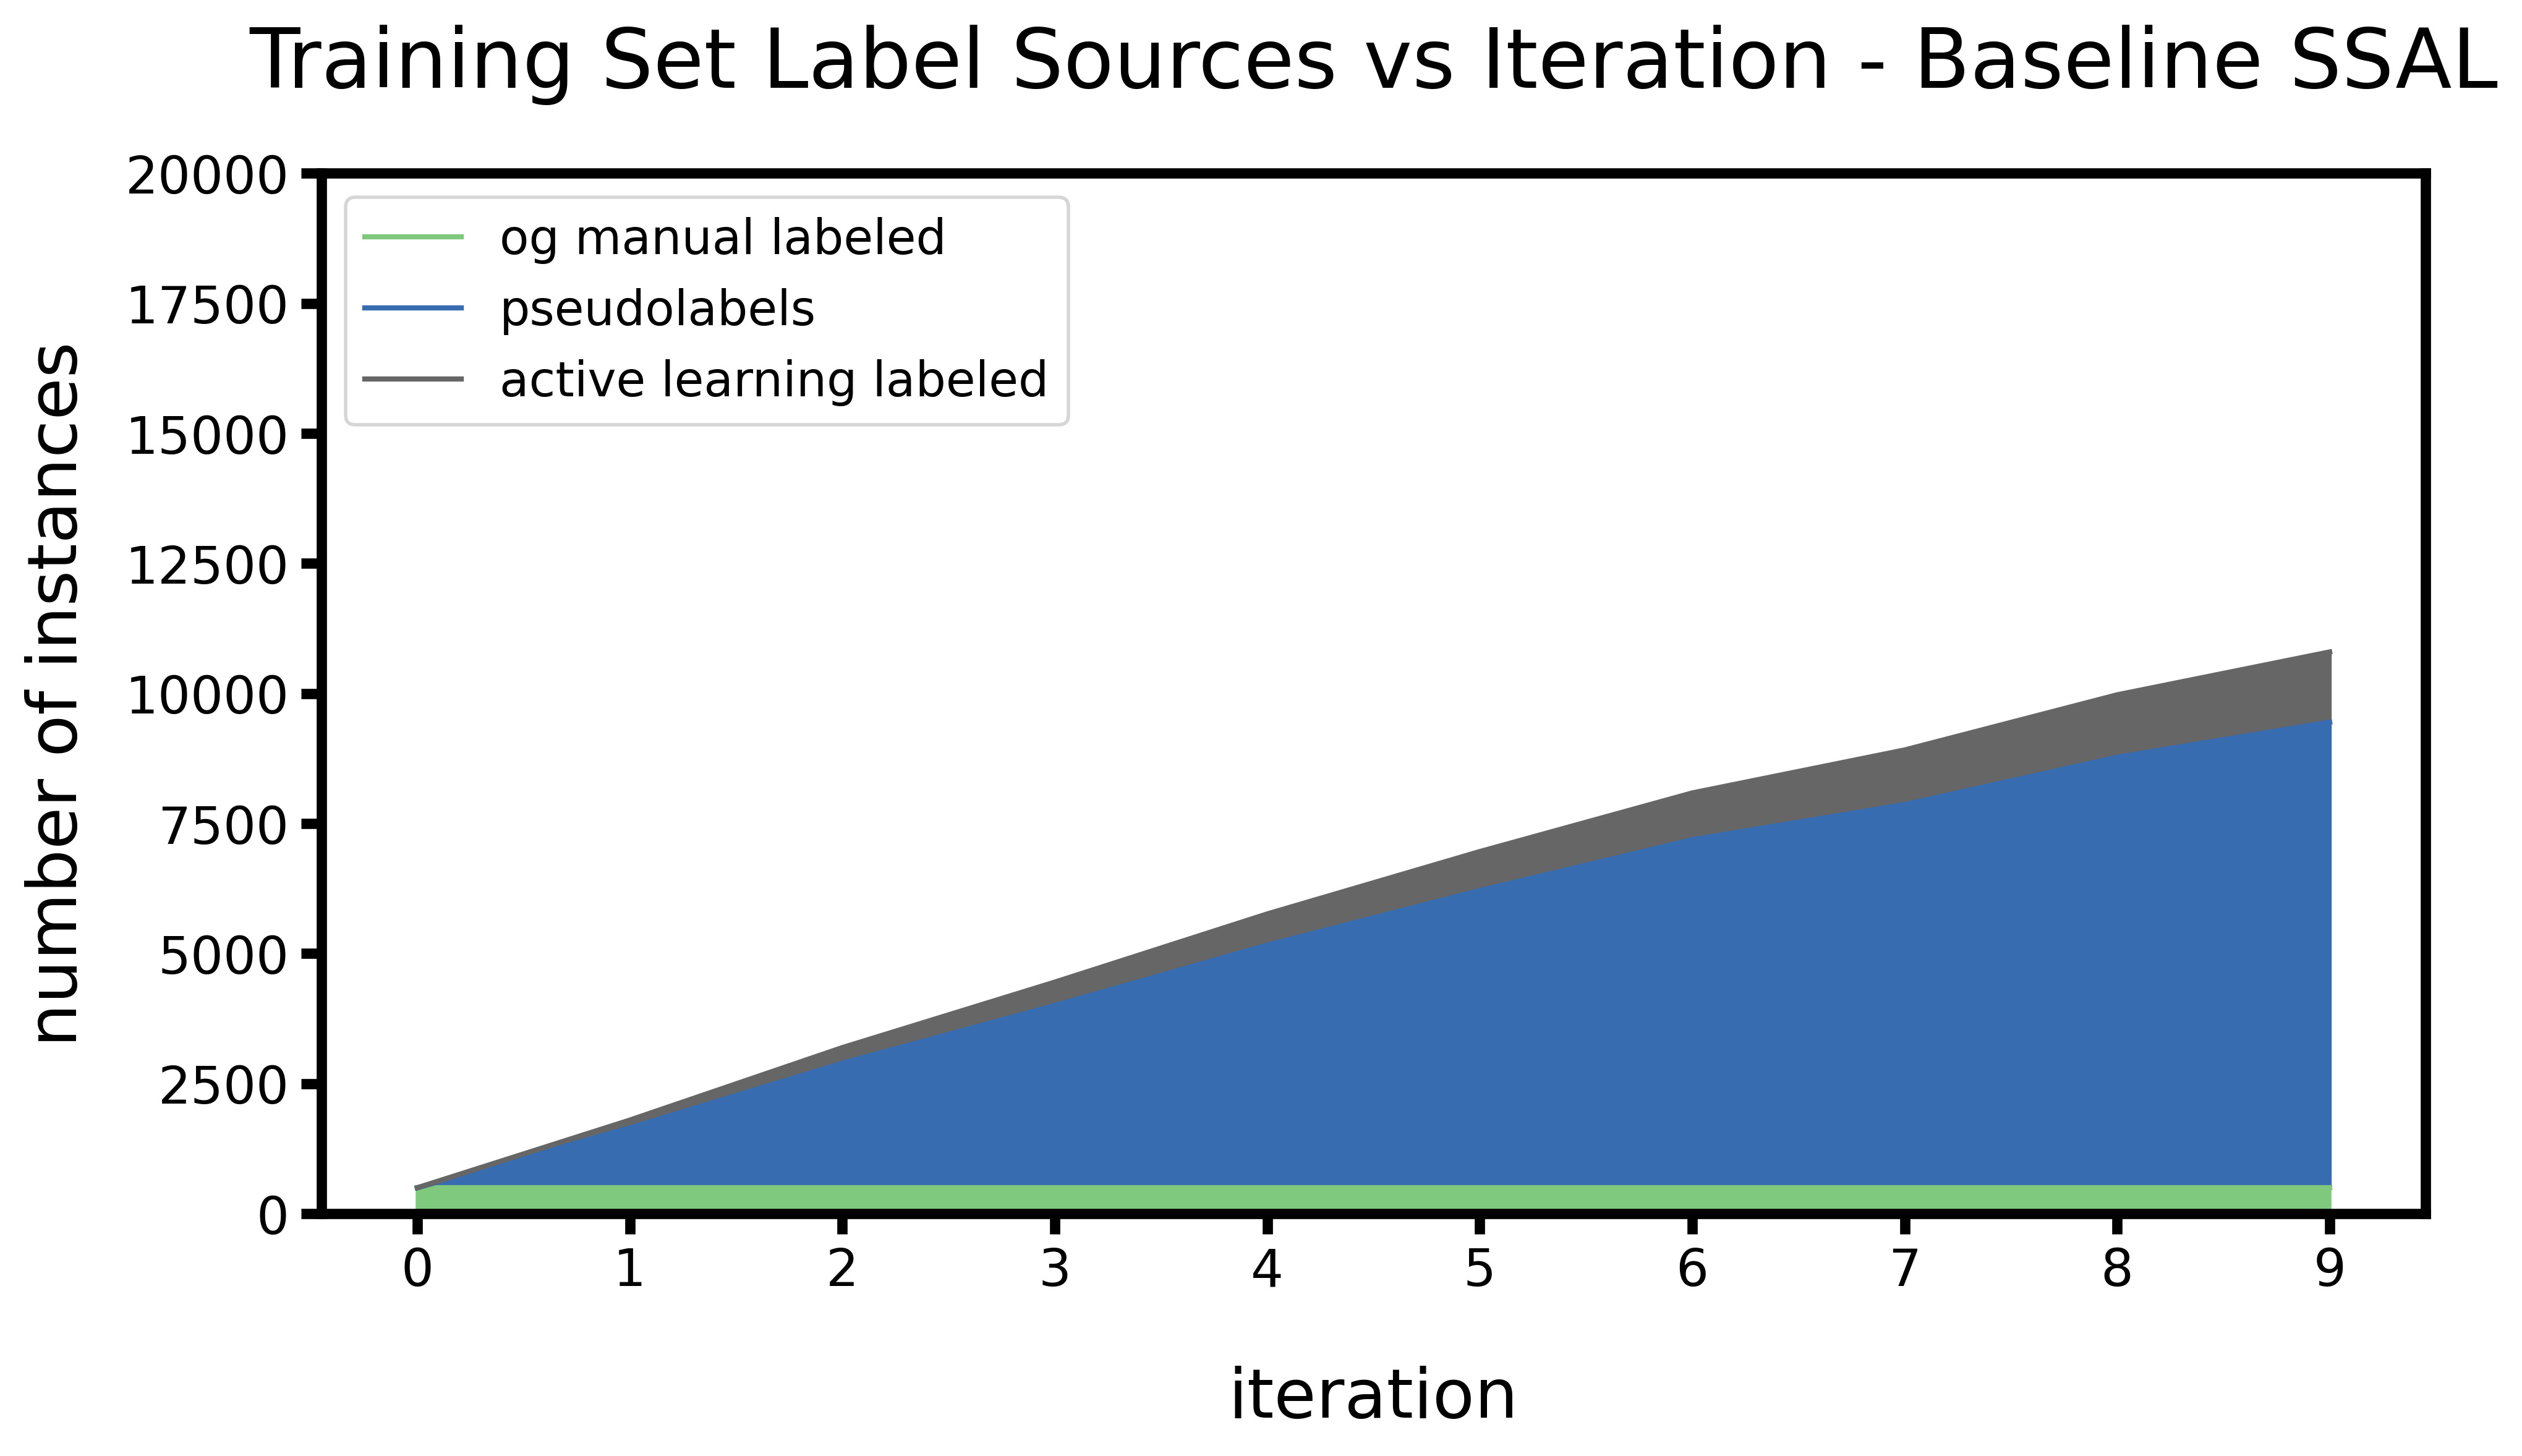 Training Set Label Sources vs Iteration - Baseline SSAL
number of instances
20000
17500
15000
12500
10000
7500
5000
2500
0
og manual labeled
pseudolabels
active learning labeled
0 1 2 3 4 5 6 7 8 9
iteration